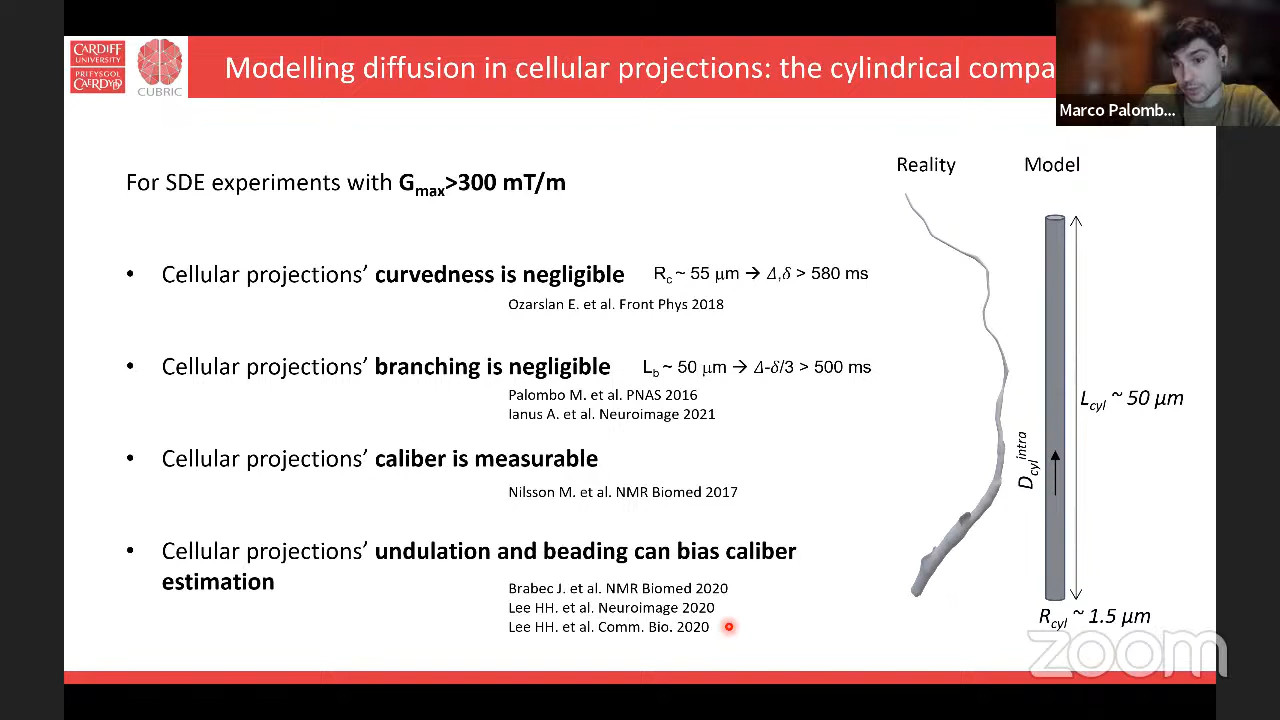 CARDIFF
UNIVERSITY
PRIFYSGOL
CAERDYDD
CUBRIC
Modelling diffusion in cellular projections: the cylindrical compa
Marco Palomb...
For SDE experiments with Gmax>300 mT/m
Reality
Model
• Cellular projections’ curvedness is negligible
Rc ~ 55 μm → Δ,δ > 580 ms
Ozarslan E. et al. Front Phys 2018
• Cellular projections’ branching is negligible
Lb ~ 50 μm → Δ-δ/3 > 500 ms
Palombo M. et al. PNAS 2016
Ianus A. et al. Neuroimage 2021
• Cellular projections’ caliber is measurable
Nilsson M. et al. NMR Biomed 2017
• Cellular projections’ undulation and beading can bias caliber
estimation
Brabec J. et al. NMR Biomed 2020
Lee HH. et al. Neuroimage 2020
Lee HH. et al. Comm. Bio. 2020
Dcyl intra
Lcyl ~ 50 μm
Rcyl ~ 1.5 μm
zoom